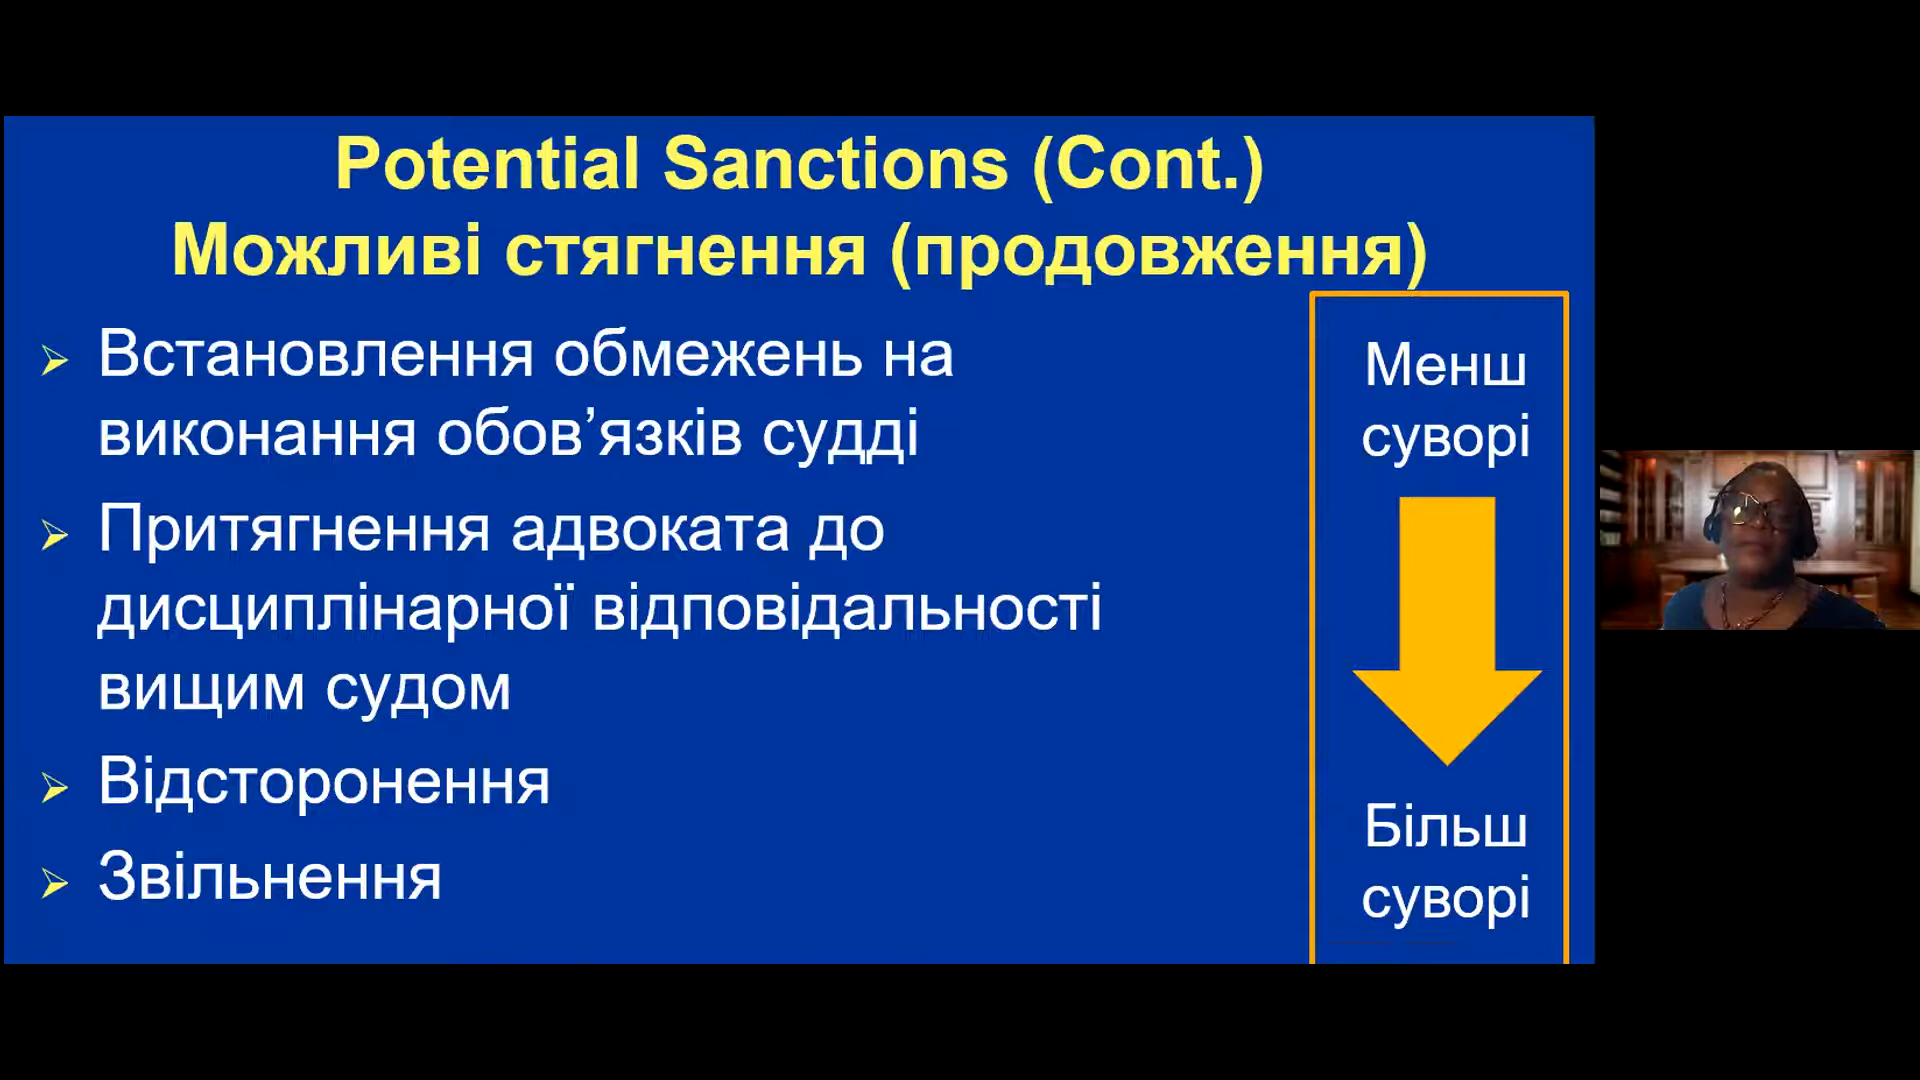 Potential Sanctions (Cont.)
Можливі стягнення (продовження)
Встановлення обмежень на
виконання обов’язків судді
Притягнення адвоката до
дисциплінарної відповідальності
вищим судом
Відсторонення
Звільнення
Менш
суворі
Більш
суворі